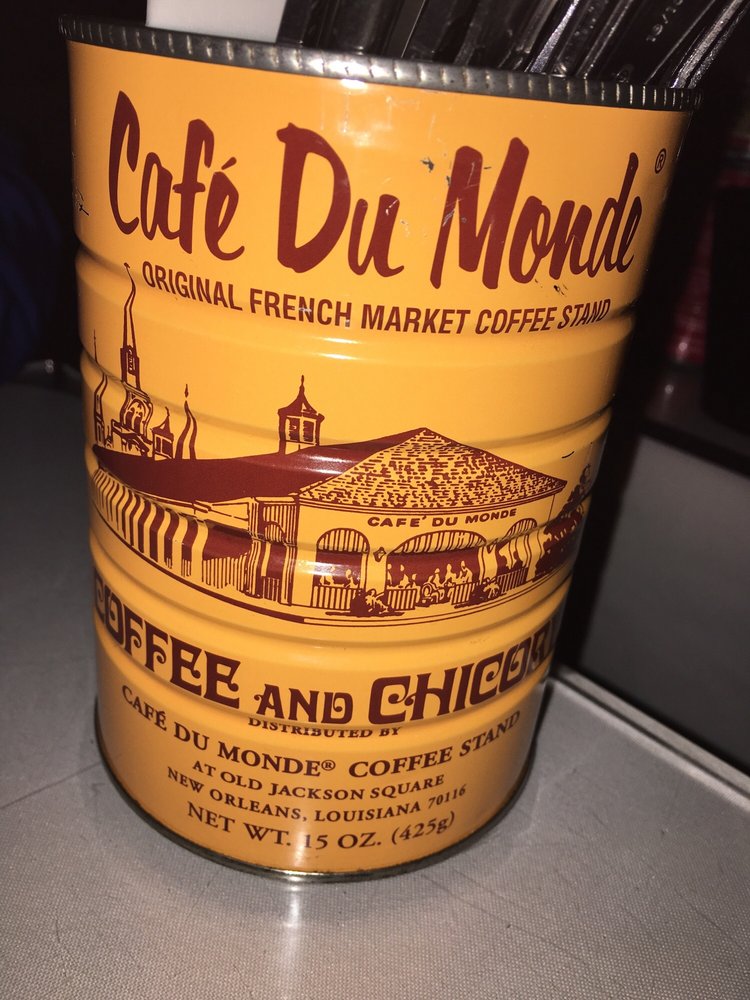 Café Du Monde®
ORIGINAL FRENCH MARKET COFFEE STAND
CAFE' DU MONDE
COFFEE AND CHICOR
DISTRIBUTED BY
CAFÉ DU MONDE® COFFEE STAND
AT OLD JACKSON SQUARE
NEW ORLEANS, LOUISIANA 70116
NET WT. 15 OZ. (425g)